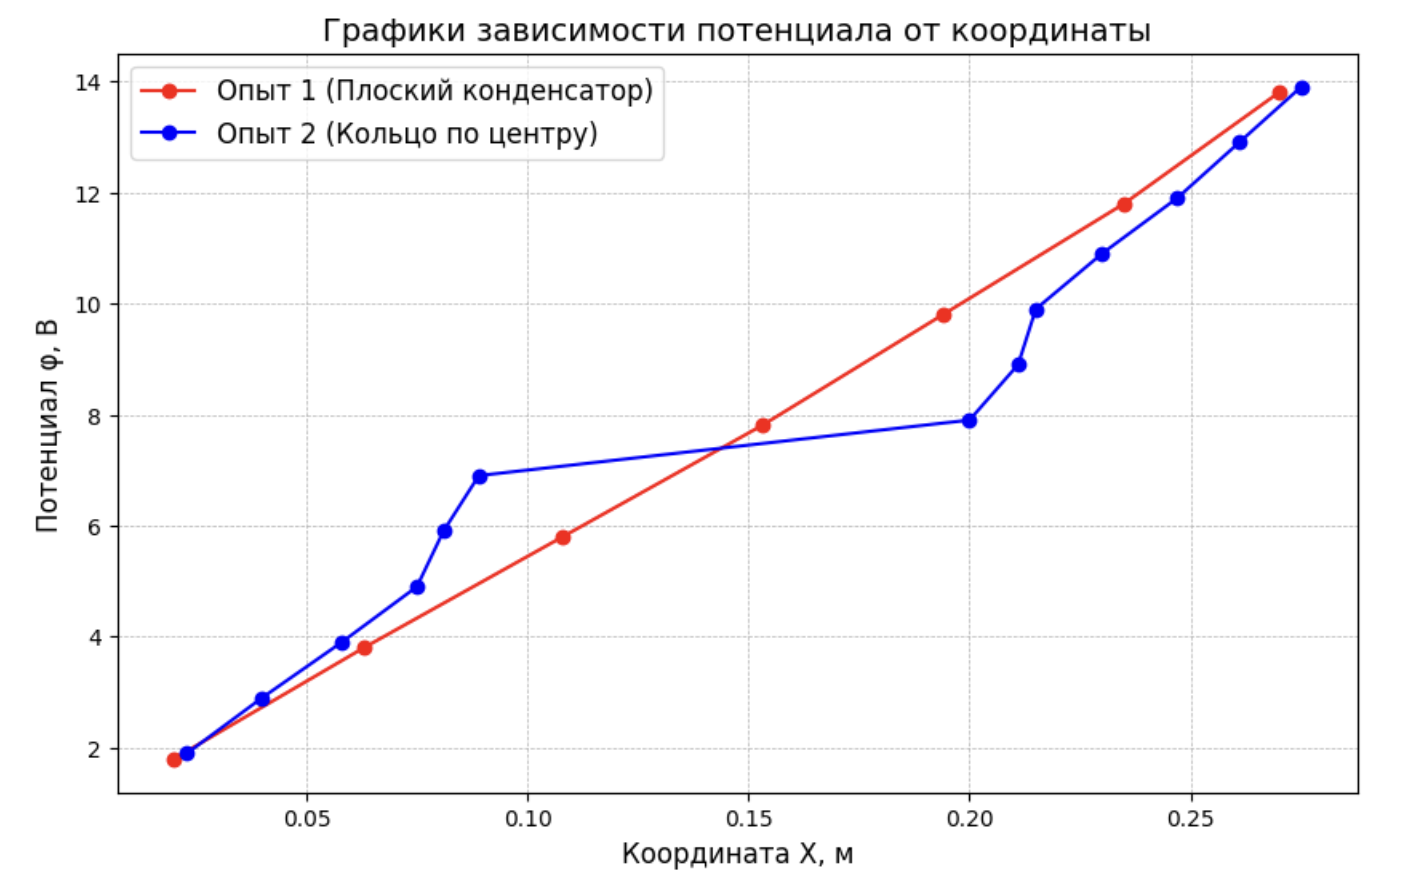 Графики зависимости потенциала от координаты
Опыт 1 (Плоский конденсатор)
Опыт 2 (Кольцо по центру)
Потенциал φ, В
14
12
10
8
6
4
2
0.05 0.10 0.15 0.20 0.25
Координата X, м